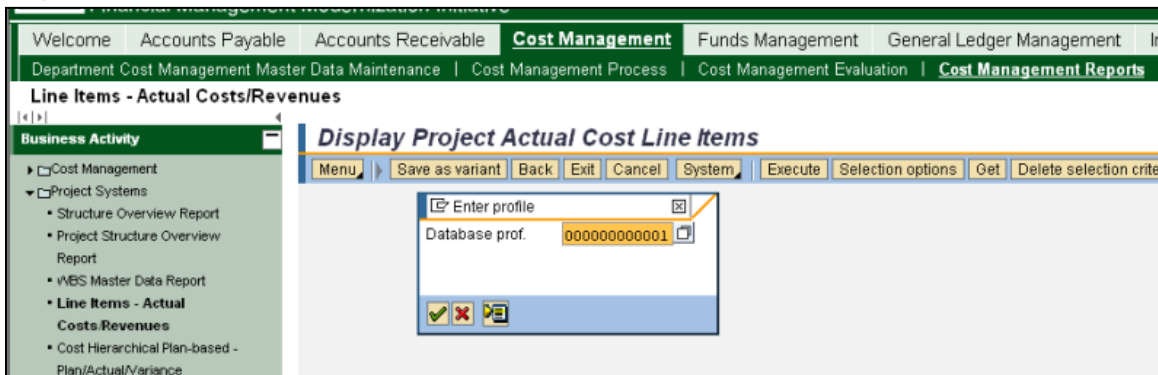 Welcome Accounts Payable Accounts Receivable Cost Management Funds Management General Ledger Management
Department Cost Management Master Data Maintenance | Cost Management Process | Cost Management Evaluation | Cost Management Reports
Line Items - Actual Costs/Revenues
Business Activity
Display Project Actual Cost Line Items
Menu Save as variant Back Exit Cancel System Execute Selection options Get Delete selection crite
Cost Management
Project Systems
Structure Overview Report
Project Structure Overview
Report
WBS Master Data Report
Line Items - Actual
Costs/Revenues
Cost Hierarchical Plan-based -
Plan/Actual/Variance
Enter profile
Database prof. 000000000001